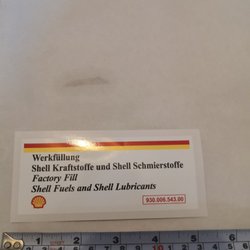 Werkfüllung
Shell Kraftstoffe und Shell Schmierstoffe
Factory Fill
Shell Fuels and Shell Lubricants
930.006.543.00